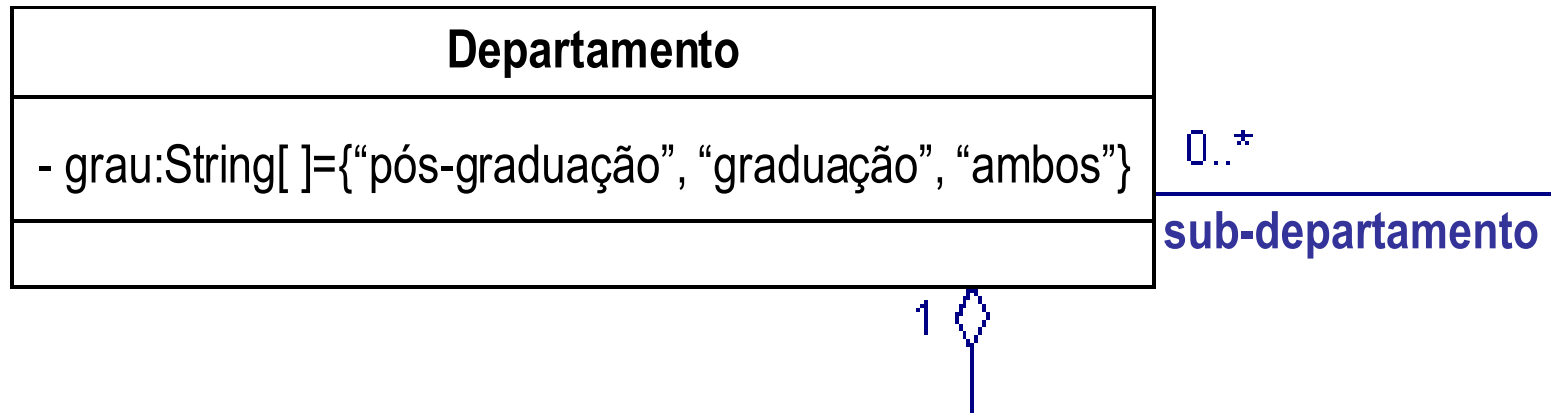 Departamento
- grau:String[ ]={“pós-graduação”, “graduação”, “ambos”}
0..*
sub-departamento
1